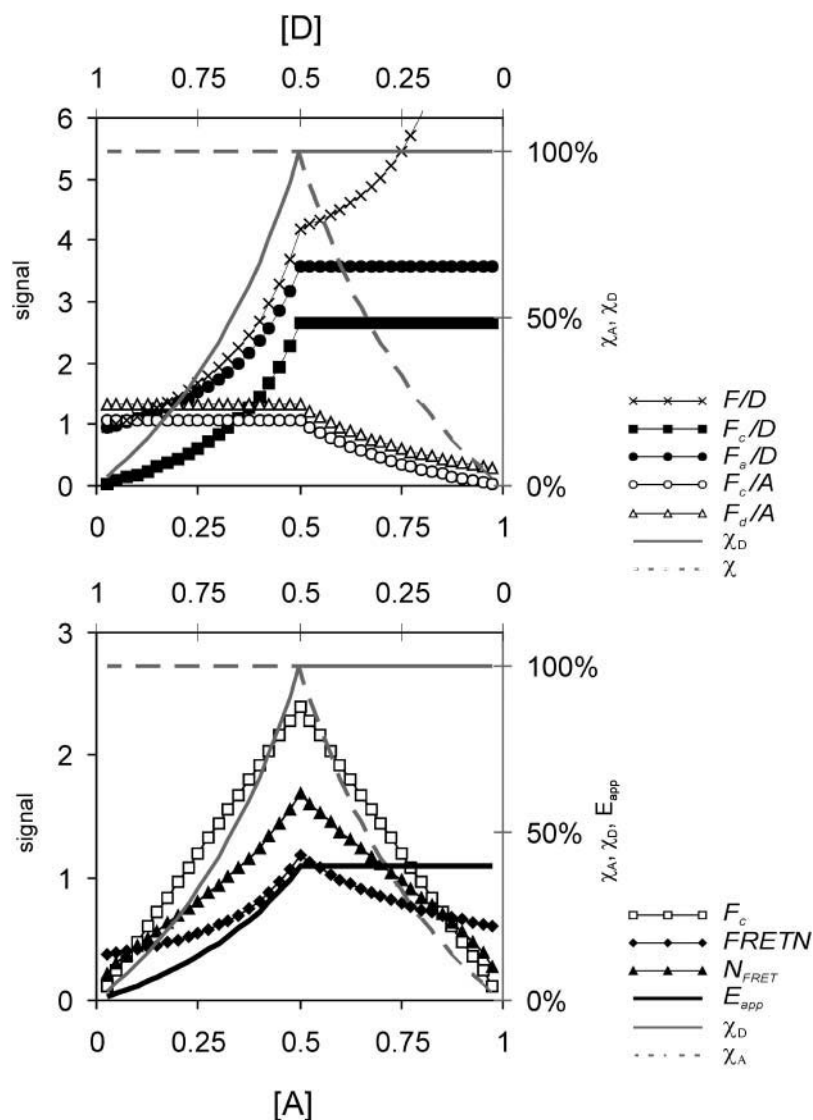 [D]
1 0.75 0.5 0.25 0
6
5
4
3
2
1
0
signal
100%
50%
0%
χA, χD
0 0.25 0.5 0.75 1
F/D
Fc/D
Fa/D
Fc/A
Fd/A
χD
χ
1 0.75 0.5 0.25 0
3
2
1
0
signal
100%
50%
0%
χA, χD, Eapp
0 0.25 0.5 0.75 1
Fc
FRETN
NFRET
Eapp
χD
χA
[A]